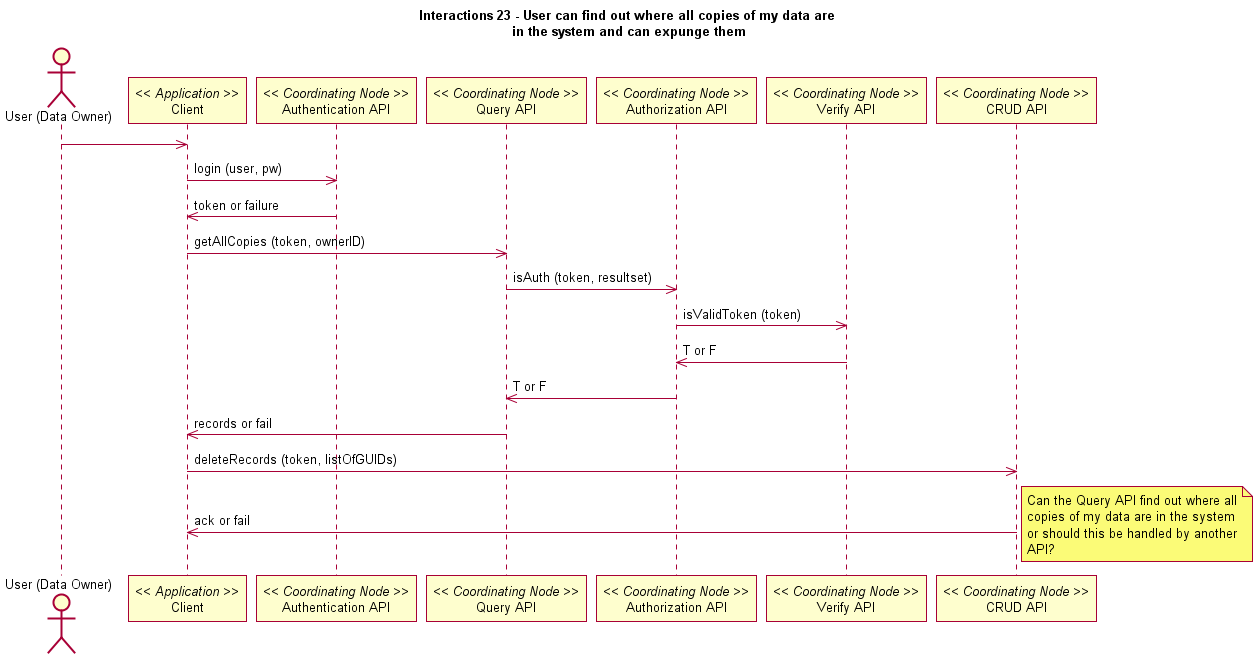 Interactions 23 - User can find out where all copies of my data are
in the system and can expunge them
User (Data Owner)
<< Application >>
Client
<< Coordinating Node >>
Authentication API
<< Coordinating Node >>
Query API
<< Coordinating Node >>
Authorization API
<< Coordinating Node >>
Verify API
<< Coordinating Node >>
CRUD API
login (user, pw)
token or failure
getAllCopies (token, ownerID)
isAuth (token, resultset)
isValidToken (token)
T or F
T or F
records or fail
deleteRecords (token, listOfGUIDs)
Can the Query API find out where all
copies of my data are in the system
or should this be handled by another
API?
ack or fail
User (Data Owner)
<< Application >>
Client
<< Coordinating Node >>
Authentication API
<< Coordinating Node >>
Query API
<< Coordinating Node >>
Authorization API
<< Coordinating Node >>
Verify API
<< Coordinating Node >>
CRUD API